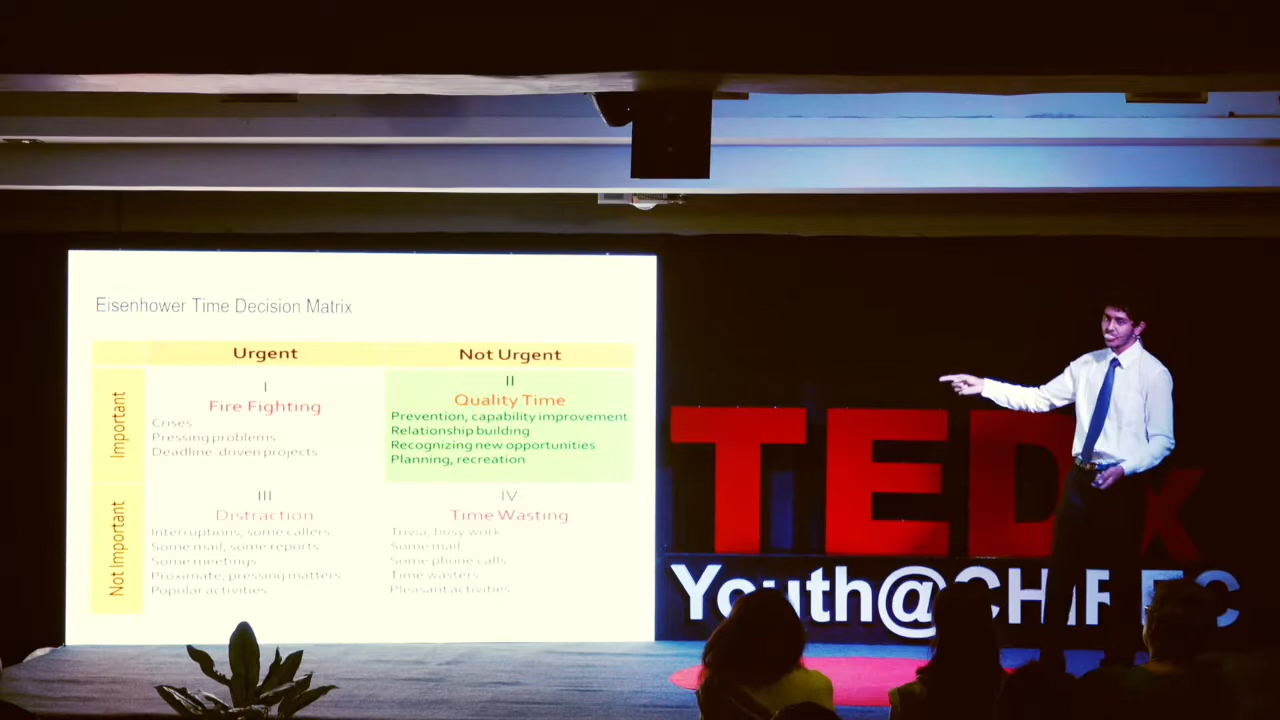 Eisenhower Time Decision Matrix
Urgent
Not Urgent
Important
I
Fire Fighting
Crises
Pressing problems
Deadline-driven projects
II
Quality Time
Prevention, capability improvement
Relationship building
Recognizing new opportunities
Planning, recreation
Not Important
III
Distraction
Interruptions, some callers
Some mail, some reports
Some meetings
Proximate, pressing matters
Popular activities
IV
Time Wasting
Trivia, busy work
Some mail
Some phone calls
Time wasters
Pleasant activities
TEDx
Youth@CHIREC